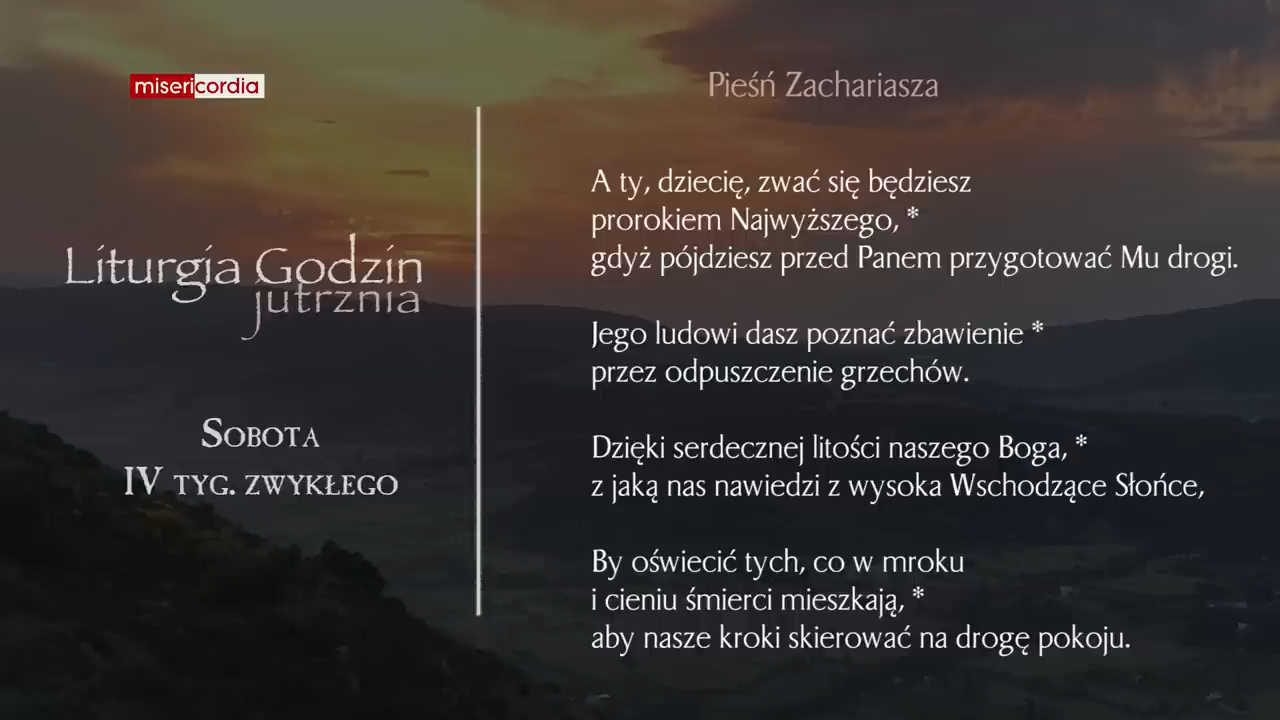 misericordia
Liturgia Godzin
jutrznia
Sobota
IV tyg. zwykłego
Pieśń Zachariasza
A ty, dziecię, zwać się będziesz
prorokiem Najwyższego, *
gdyż pójdziesz przed Panem przygotować Mu drogi.
Jego ludowi dasz poznać zbawienie *
przez odpuszczenie grzechów.
Dzięki serdecznej litości naszego Boga, *
z jaką nas nawiedzi z wysoka Wschodzące Słońce,
By oświecić tych, co w mroku
i cieniu śmierci mieszkają, *
aby nasze kroki skierować na drogę pokoju.